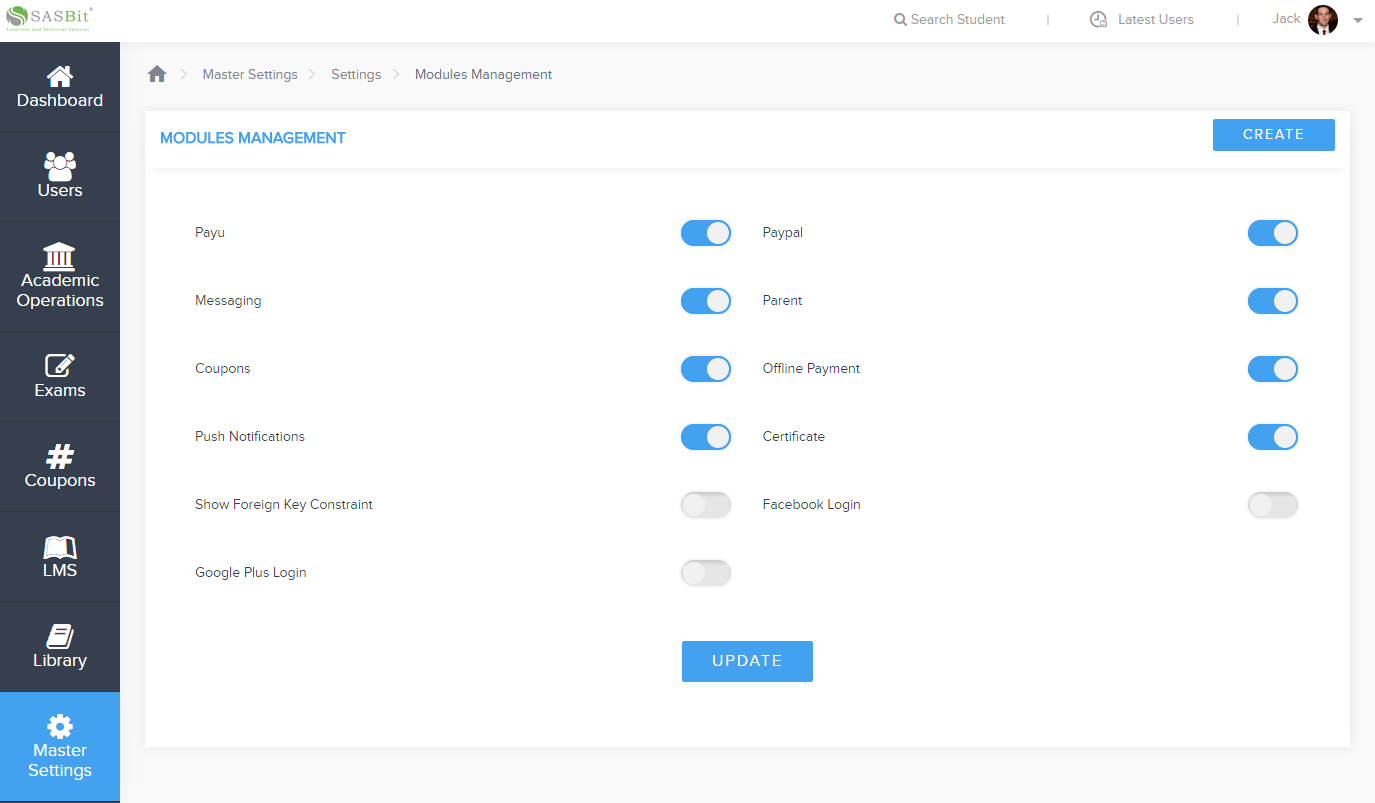 SASBit®
Solutions and Technical Services
Search Student
Latest Users
Jack
Dashboard
Users
Academic
Operations
Exams
Coupons
LMS
Library
Master
Settings
Master Settings
Settings
Modules Management
MODULES MANAGEMENT
CREATE
Payu
Paypal
Messaging
Parent
Coupons
Offline Payment
Push Notifications
Certificate
Show Foreign Key Constraint
Facebook Login
Google Plus Login
UPDATE